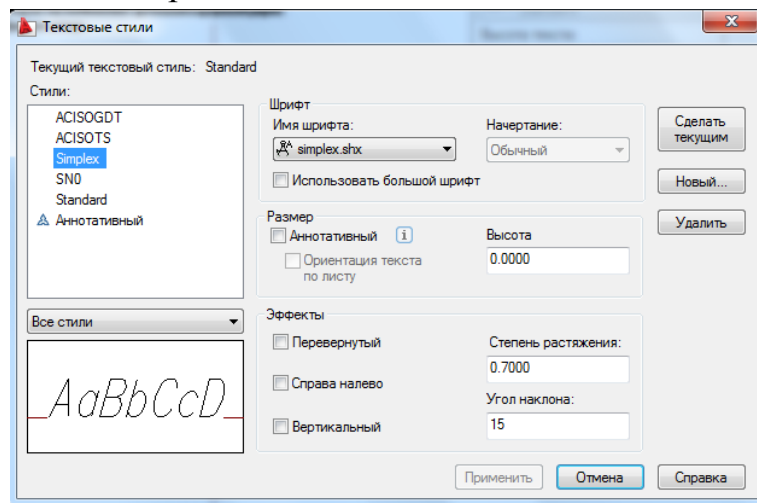 Текстовые стили
Текущий текстовый стиль: Standard
Стили:
ACISOGDT
ACISOTS
Simplex
SN0
Standard
Аннотативный
Все стили
AaBbCcD
Шрифт
Имя шрифта:
simplex.shx
Начертание:
Обычный
Использовать большой шрифт
Размер
Аннотативный
Ориентация текста
по листу
Высота
0.0000
Эффекты
Перевернутый
Справа налево
Вертикальный
Степень растяжения:
0.7000
Угол наклона:
15
Сделать
текущим
Новый...
Удалить
Применить
Отмена
Справка